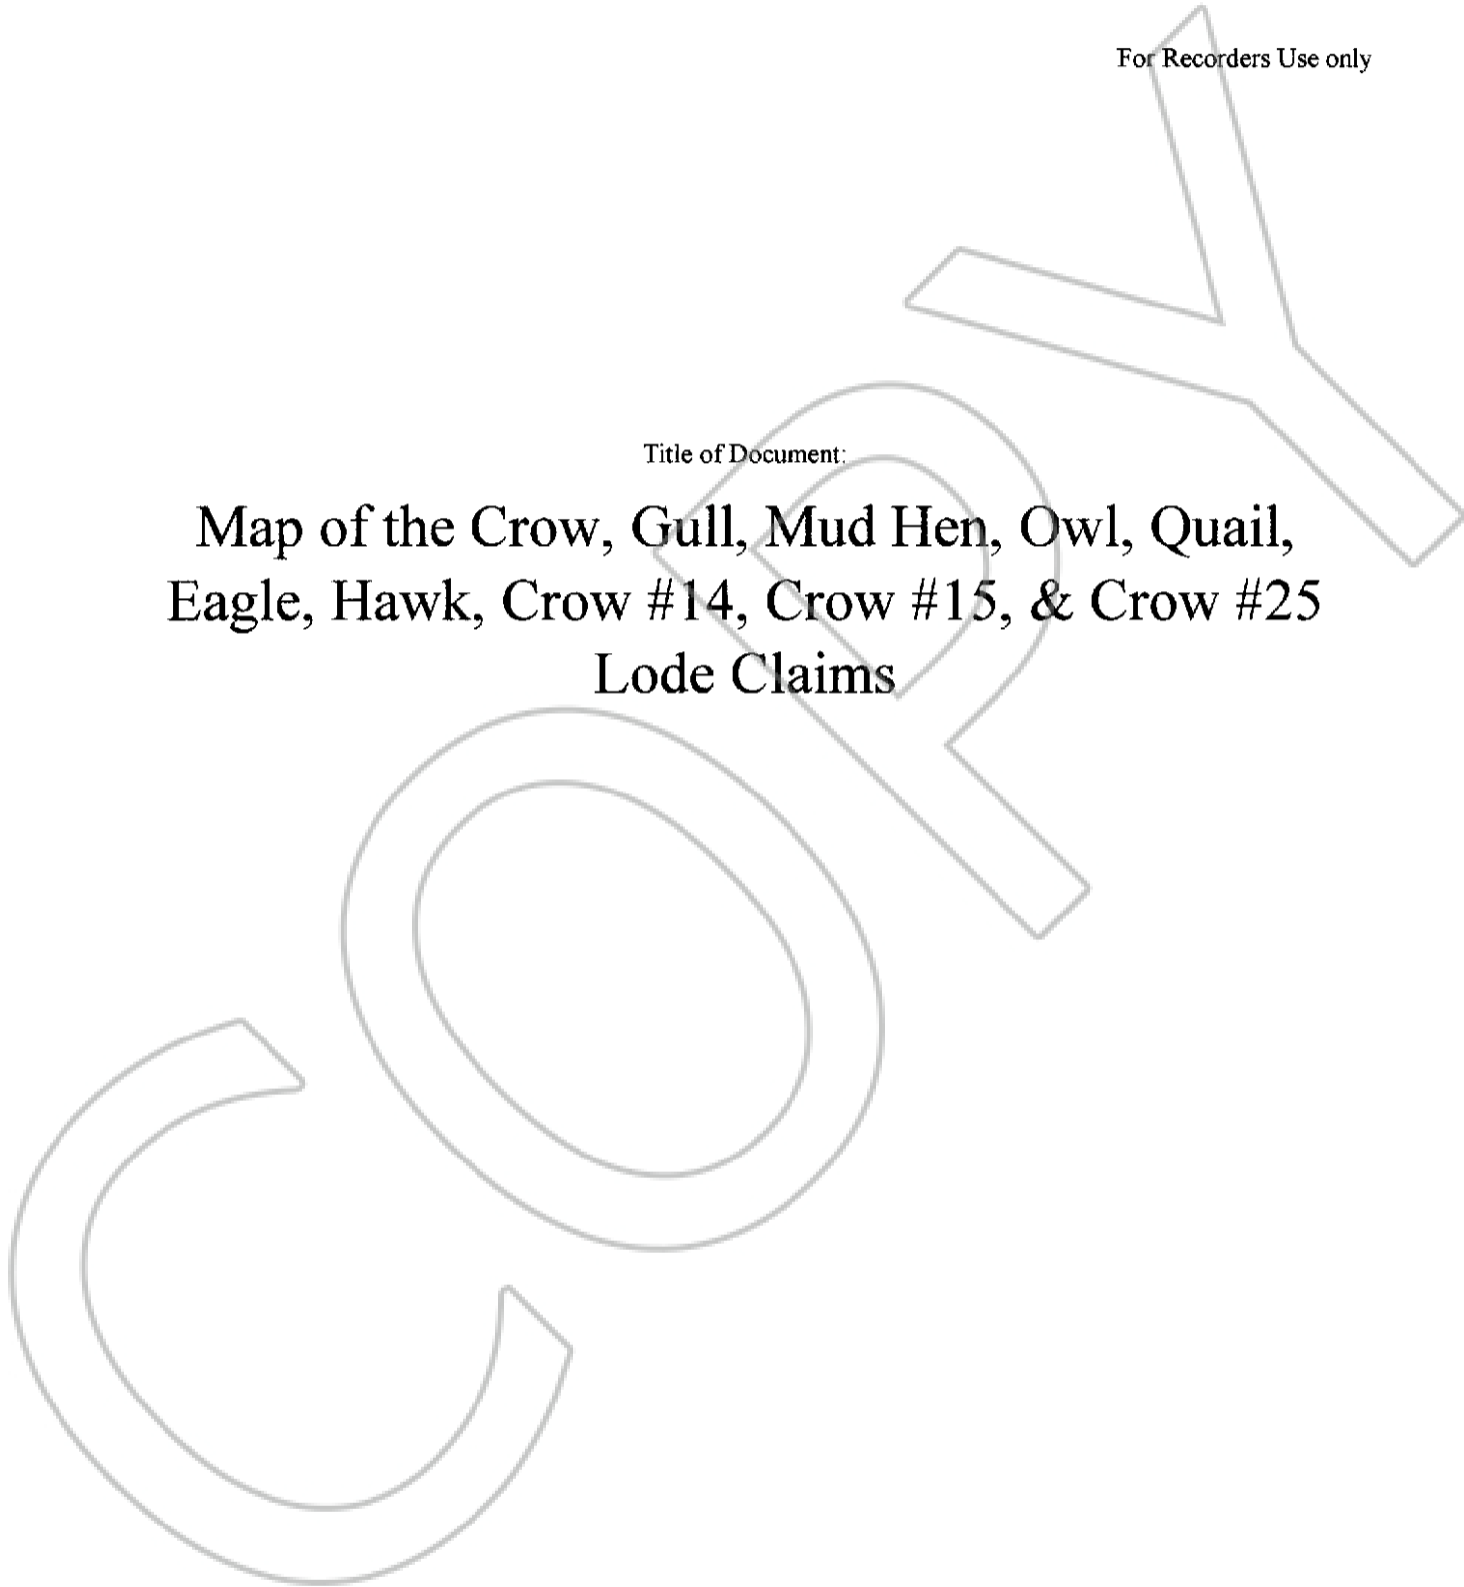 For Recorders Use only
Title of Document:
Map of the Crow, Gull, Mud Hen, Owl, Quail,
Eagle, Hawk, Crow #14, Crow #15, & Crow #25
Lode Claims
COPY